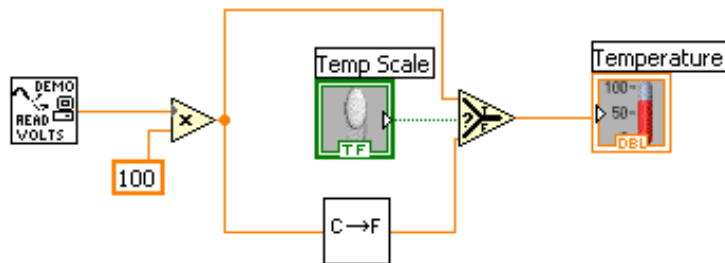 DEMO
READ
VOLTS
×
100
Temp Scale
TF
C→F
?
T
F
Temperature
100
50
DBL